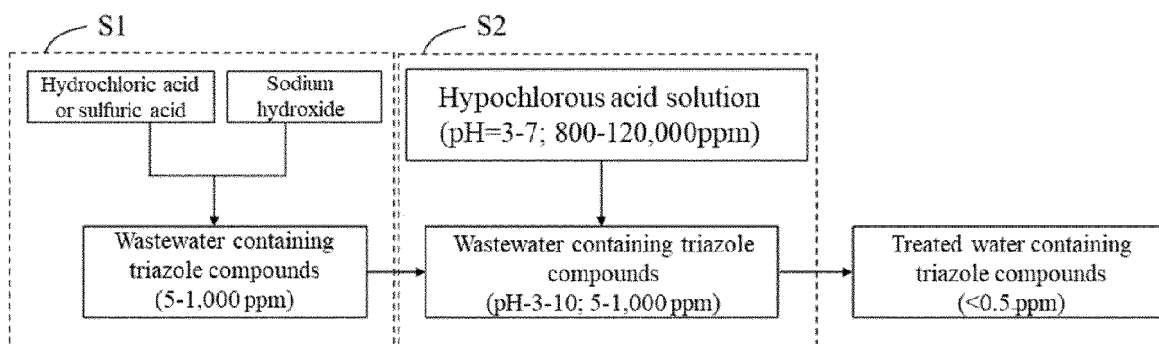 S1
S2
Hydrochloric acid
or sulfuric acid
Sodium
hydroxide
Hypochlorous acid solution
(pH=3-7; 800-120,000ppm)
Wastewater containing
triazole compounds
(5-1,000 ppm)
Wastewater containing triazole
compounds
(pH-3-10; 5-1,000 ppm)
Treated water containing
triazole compounds
(<0.5 ppm)